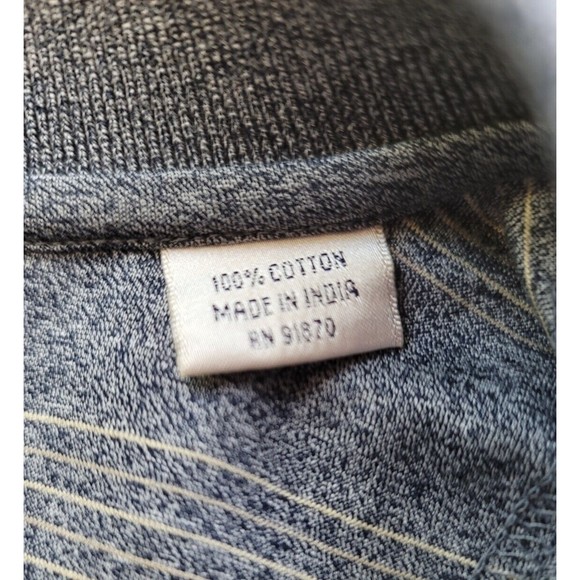 100% COTTON
MADE IN INDIA
RN 91870